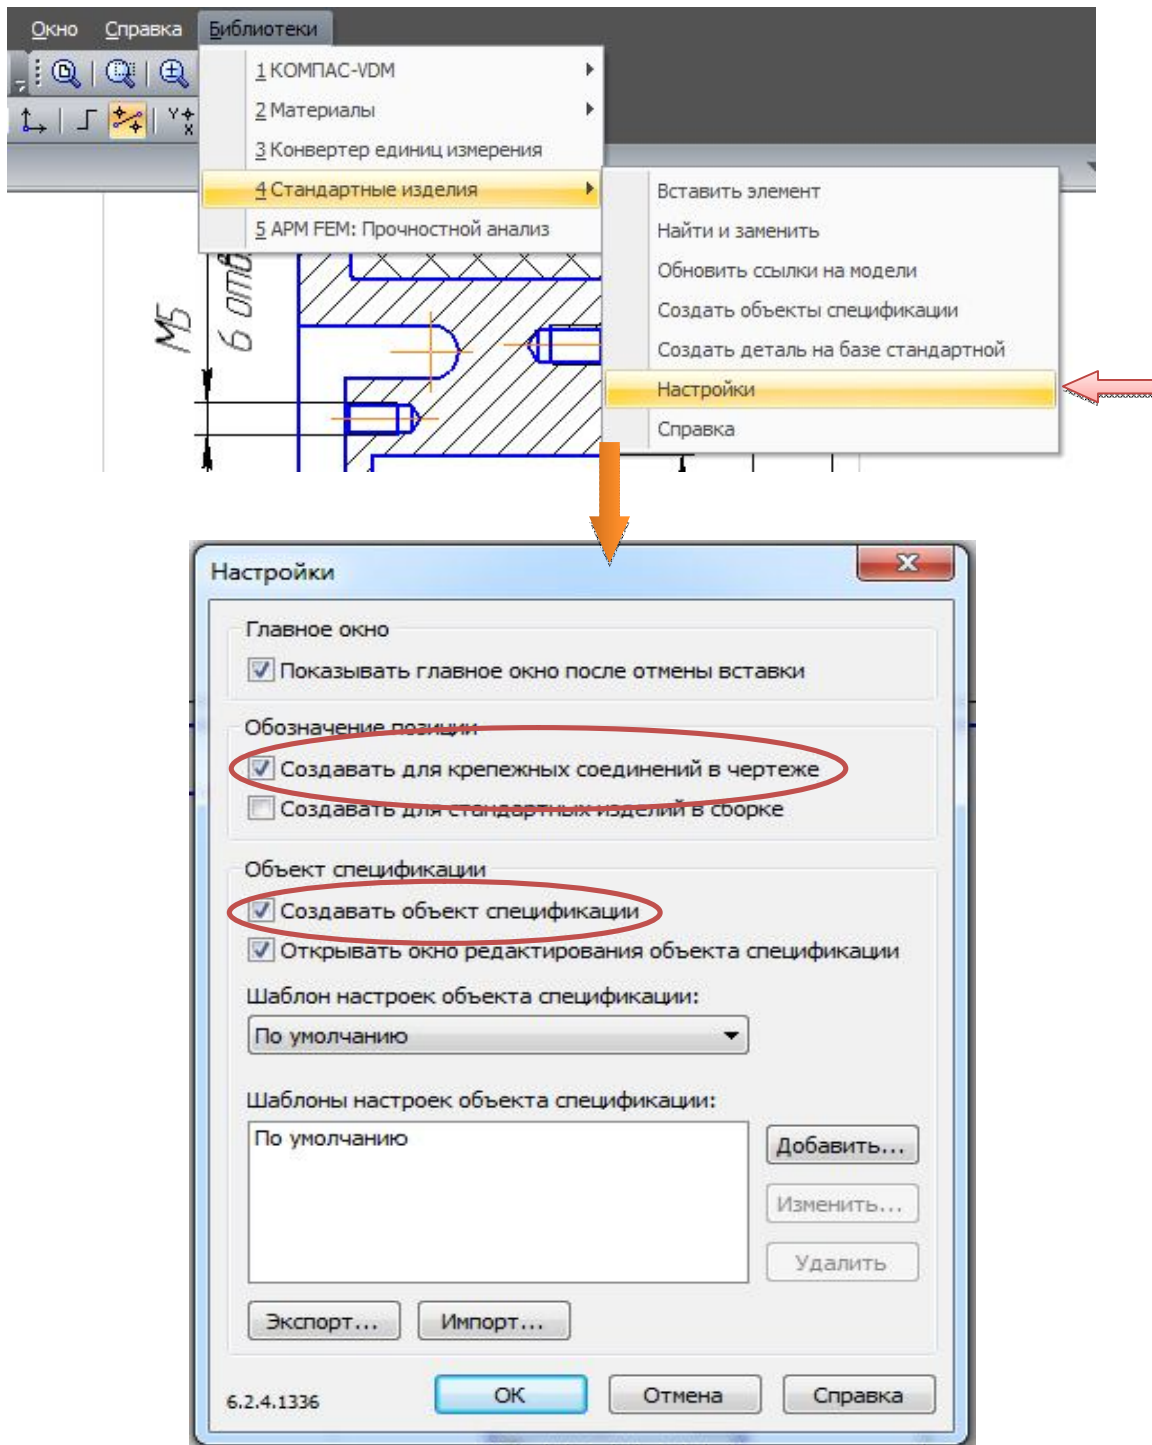 Окно Справка Библиотеки
1 КОМПАС-VDM
2 Материалы
3 Конвертер единиц измерения
4 Стандартные изделия
5 APM FEM: Прочностной анализ
Вставить элемент
Найти и заменить
Обновить ссылки на модели
Создать объекты спецификации
Создать деталь на базе стандартной
Настройки
Справка
М5
6 отв.
Настройки
Главное окно
Показывать главное окно после отмены вставки
Обозначение позиции
Создавать для крепежных соединений в чертеже
Создавать для стандартных изделий в сборке
Объект спецификации
Создавать объект спецификации
Открывать окно редактирования объекта спецификации
Шаблон настроек объекта спецификации:
По умолчанию
Шаблоны настроек объекта спецификации:
По умолчанию
Добавить...
Изменить...
Удалить
Экспорт... Импорт...
6.2.4.1336 ОК Отмена Справка